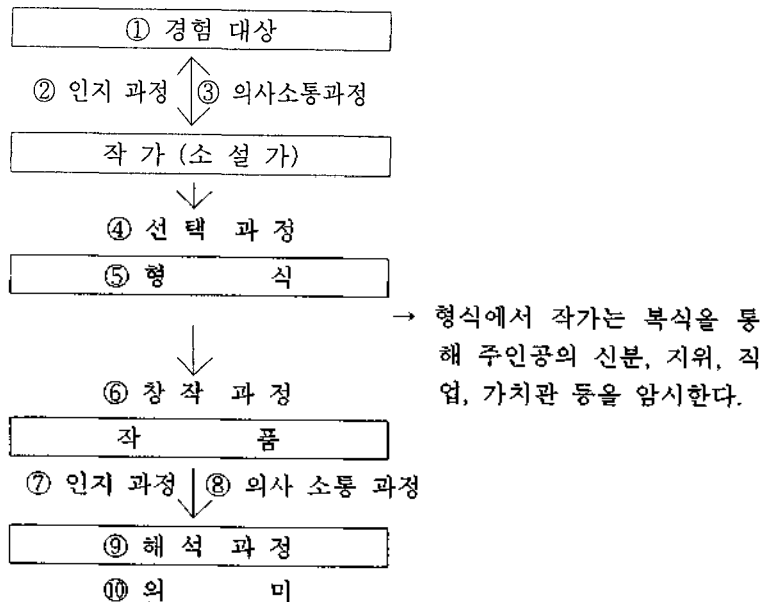 ① 경험 대상
② 인지 과정 ③ 의사소통과정
작 가 (소 설 가)
④ 선 택 과 정
⑤ 형 식
→ 형식에서 작가는 복식을 통
해 주인공의 신분, 지위, 직
업, 가치관 등을 암시한다.
⑥ 창 작 과 정
작 품
⑦ 인지 과정 ⑧ 의사 소통 과정
⑨ 해 석 과 정
⑩ 의 미